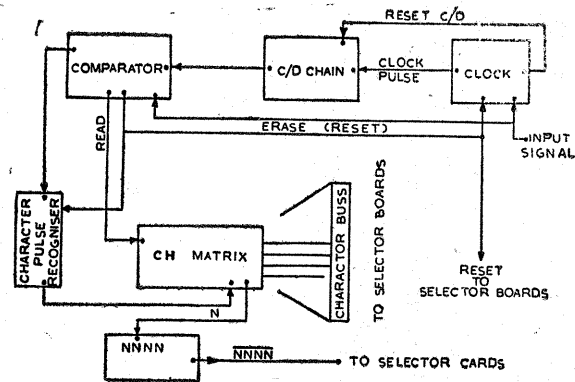 RESET C/D
COMPARATOR
C/D CHAIN
CLOCK
PULSE
CLOCK
READ
ERASE (RESET)
INPUT
SIGNAL
CHARACTER
PULSE
RECOGNISER
CH MATRIX
CHARACTOR BUSS
TO SELECTOR BOARDS
RESET
TO
SELECTOR BOARDS
N
NNNN
NNNN
TO SELECTOR CARDS